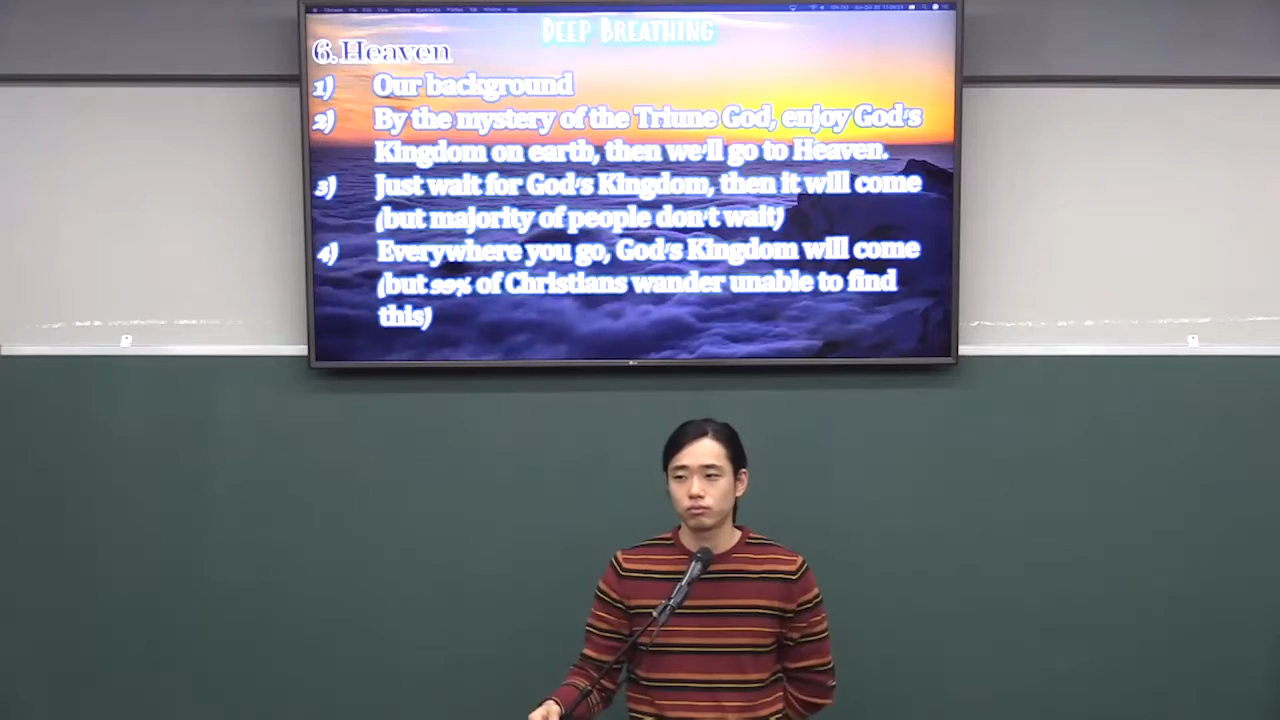 DEEP BREATHING
6. Heaven
1) Our background
2) By the mystery of the Triune God, enjoy God's
Kingdom on earth, then we'll go to Heaven.
3) Just wait for God's Kingdom, then it will come
(but majority of people don't wait)
4) Everywhere you go, God's Kingdom will come
(but 99% of Christians wander unable to find
this)